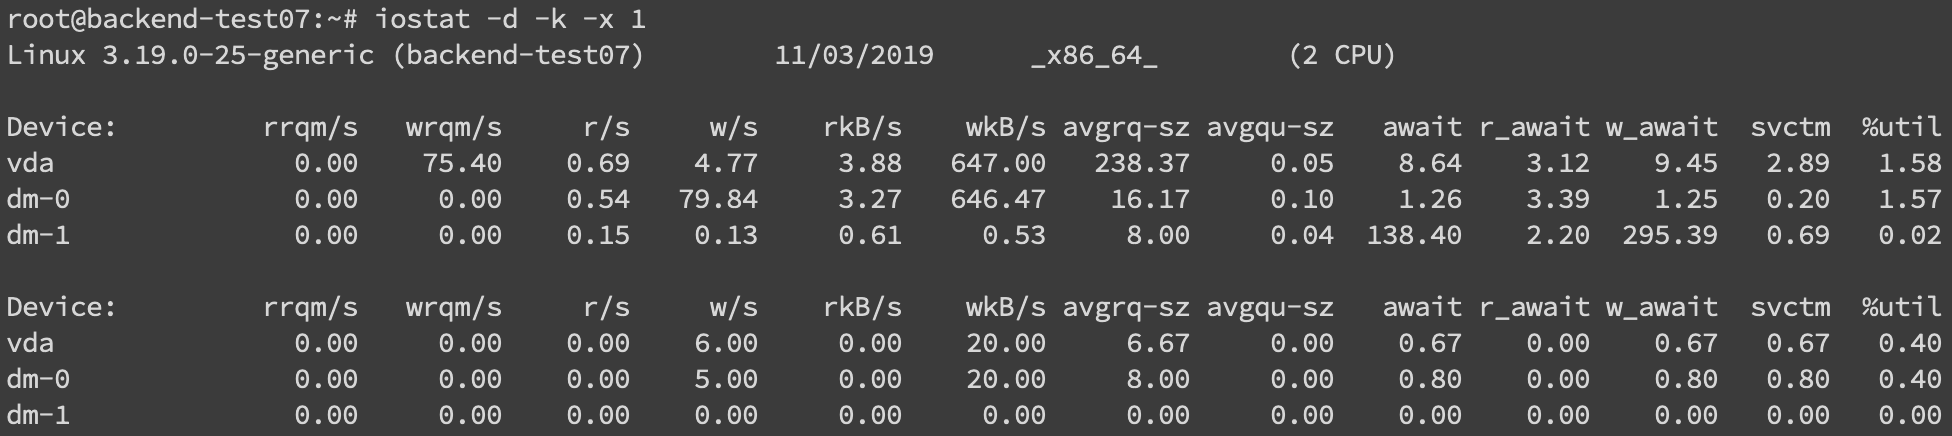 root@backend-test07:~# iostat -d -k -x 1
Linux 3.19.0-25-generic (backend-test07) 11/03/2019 _x86_64_ (2 CPU)
Device: rrqm/s wrqm/s r/s w/s rkB/s wkB/s avgrq-sz avgqu-sz await r_await w_await svctm %util
vda 0.00 75.40 0.69 4.77 3.88 647.00 238.37 0.05 8.64 3.12 9.45 2.89 1.58
dm-0 0.00 0.00 0.54 79.84 3.27 646.47 16.17 0.10 1.26 3.39 1.25 0.20 1.57
dm-1 0.00 0.00 0.15 0.13 0.61 0.53 8.00 0.04 138.40 2.20 295.39 0.69 0.02
Device: rrqm/s wrqm/s r/s w/s rkB/s wkB/s avgrq-sz avgqu-sz await r_await w_await svctm %util
vda 0.00 0.00 0.00 6.00 0.00 20.00 6.67 0.00 0.67 0.00 0.67 0.67 0.40
dm-0 0.00 0.00 0.00 5.00 0.00 20.00 8.00 0.00 0.80 0.00 0.80 0.80 0.40
dm-1 0.00 0.00 0.00 0.00 0.00 0.00 0.00 0.00 0.00 0.00 0.00 0.00 0.00